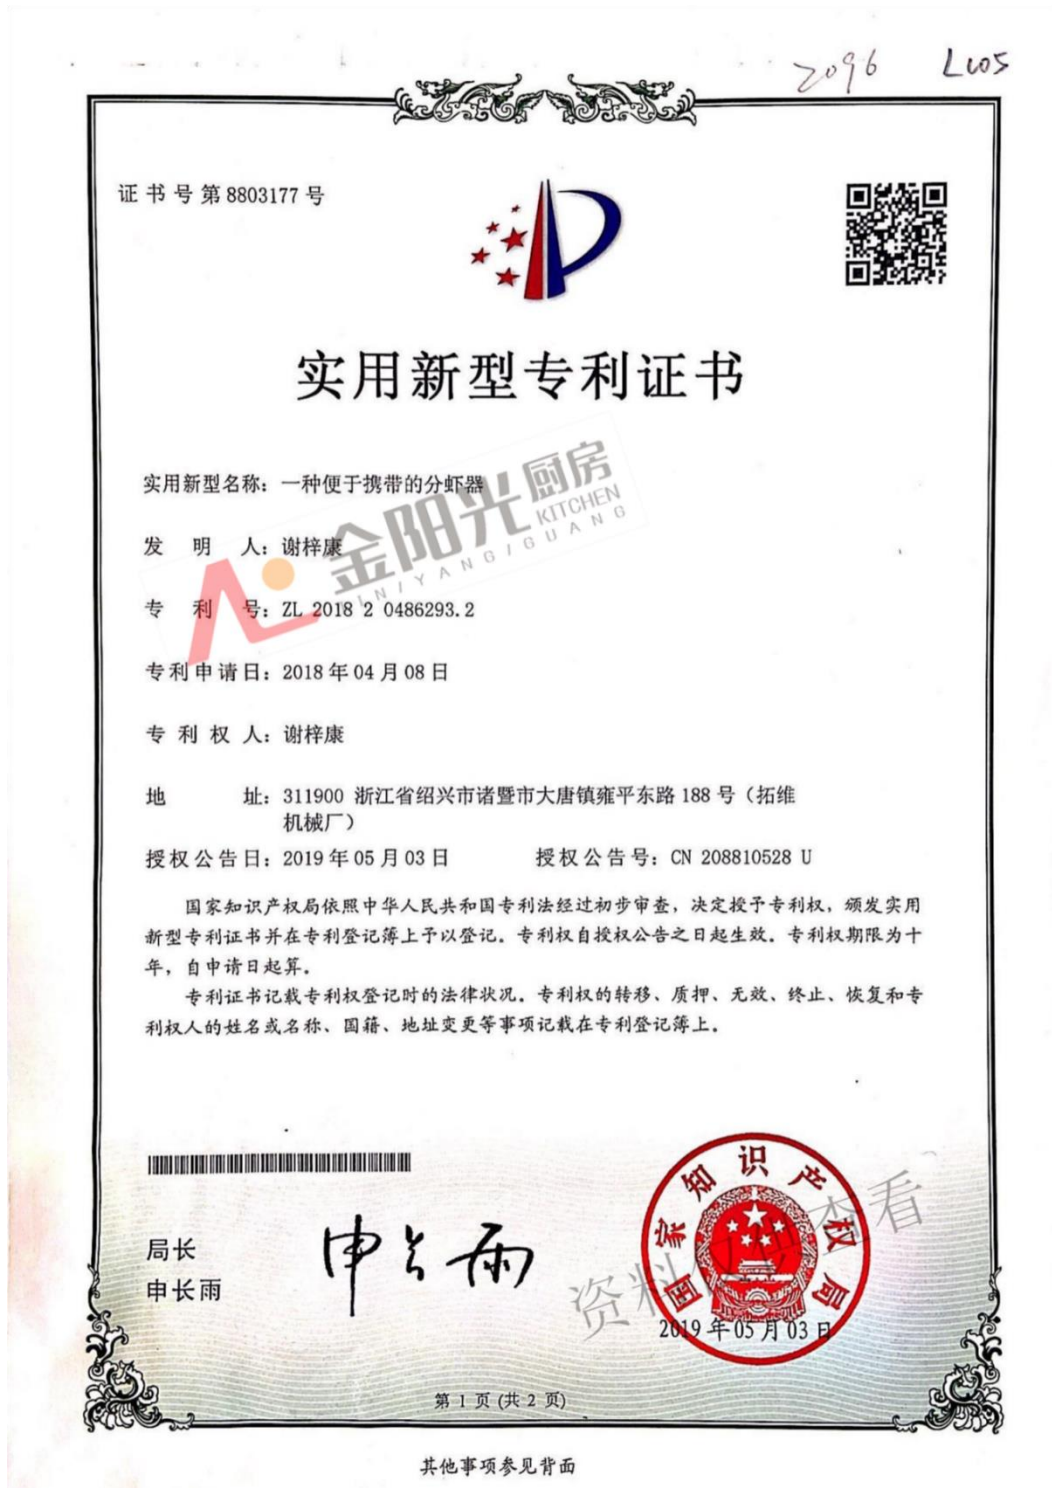 2096 L005
证书号第8803177号
实用新型专利证书
实用新型名称：一种便于携带的分虾器
金阳光厨房
KITCHEN
发明人：谢梓康
专利号：ZL 2018 2 0486293.2
专利申请日：2018年04月08日
专利权人：谢梓康
地址：311900 浙江省绍兴市诸暨市大唐镇雍平东路188号（拓维
机械厂）
授权公告日：2019年05月03日 授权公告号：CN 208810528 U
国家知识产权局依照中华人民共和国专利法经过初步审查，决定授予专利权，颁发实用
新型专利证书并在专利登记簿上予以登记。专利权自授权公告之日起生效。专利权期限为十
年，自申请日起算。
专利证书记载专利权登记时的法律状况。专利权的转移、质押、无效、终止、恢复和专
利权人的姓名或名称、国籍、地址变更等事项记载在专利登记簿上。
局长
申长雨
申长雨
国家知识产权局
资料仅供查看
2019年05月03日
第 1 页 (共 2 页)
其他事项参见背面